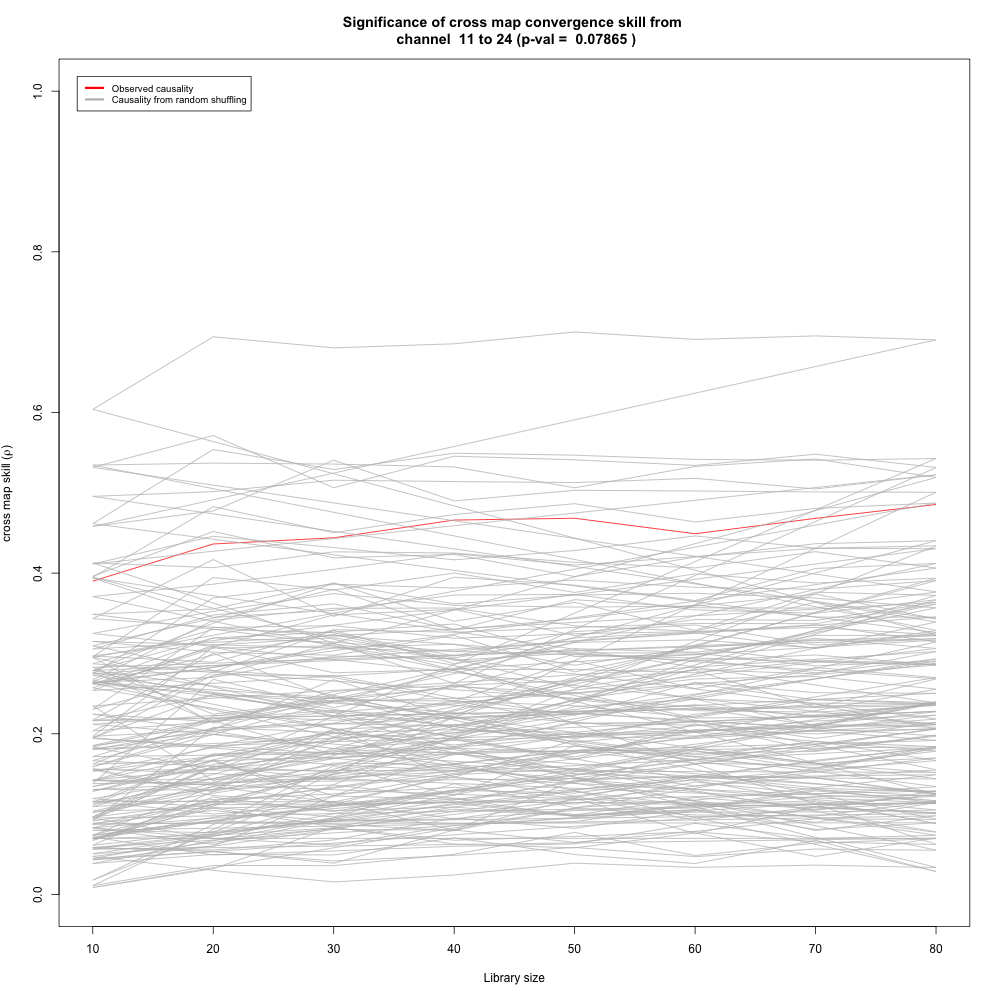 Significance of cross map convergence skill from
channel  11 to 24 (p-val =  0.07865 )
Observed causality
Causality from random shuffling
cross map skill (ρ)
1.0
0.8
0.6
0.4
0.2
0.0
10 20 30 40 50 60 70 80
Library size